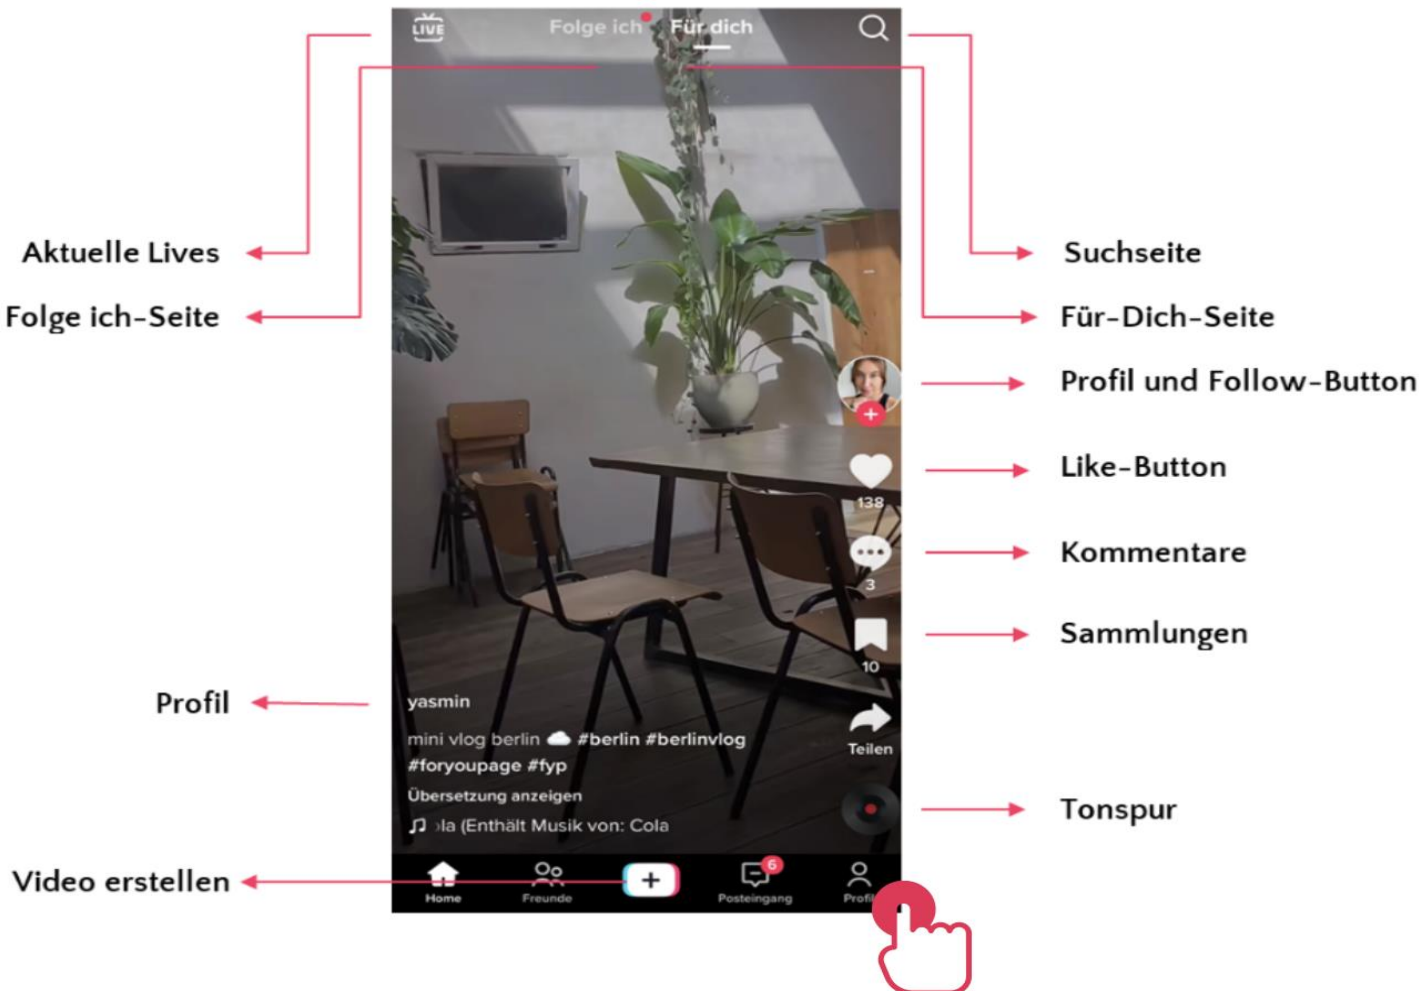 LIVE
Folge ich
Für dich
Aktuelle Lives
Folge ich-Seite
Suchseite
Für-Dich-Seite
Profil und Follow-Button
Like-Button
138
Kommentare
3
Sammlungen
10
Profil
yasmin
mini vlog berlin ☁️ #berlin #berlinvlog
#foryoupage #fyp
Übersetzung anzeigen
la (Enthält Musik von: Cola
Teilen
Tonspur
Video erstellen
Home
Freunde
Posteingang
6
Profil